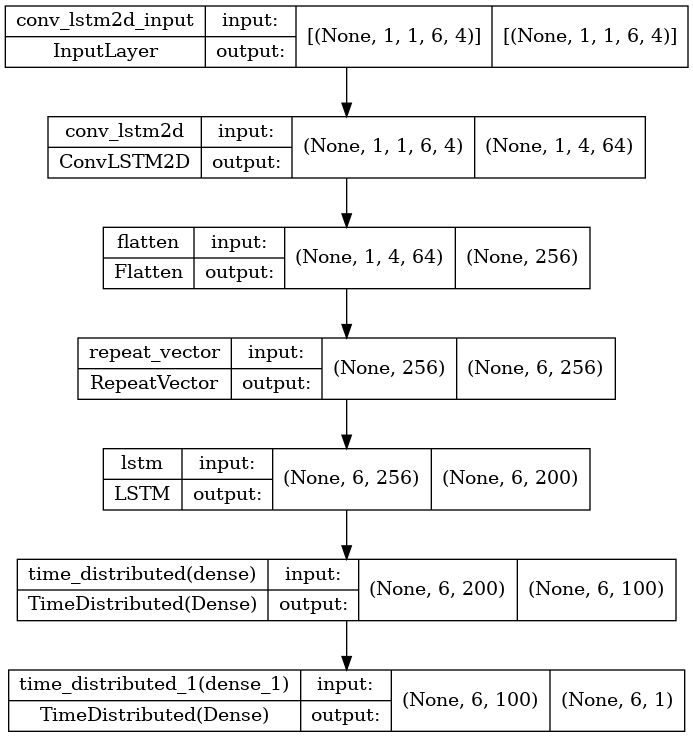 conv_lstm2d_input input: [(None, 1, 1, 6, 4)] [(None, 1, 1, 6, 4)]
InputLayer output:
conv_lstm2d input: (None, 1, 1, 6, 4) (None, 1, 4, 64)
ConvLSTM2D output:
flatten input: (None, 1, 4, 64) (None, 256)
Flatten output:
repeat_vector input: (None, 256) (None, 6, 256)
RepeatVector output:
lstm input: (None, 6, 256) (None, 6, 200)
LSTM output:
time_distributed(dense) input: (None, 6, 200) (None, 6, 100)
TimeDistributed(Dense) output:
time_distributed_1(dense_1) input: (None, 6, 100) (None, 6, 1)
TimeDistributed(Dense) output: